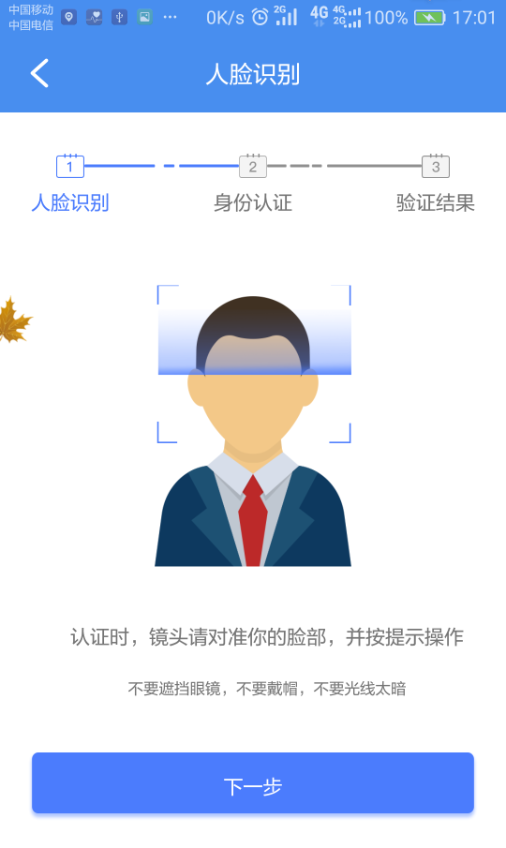 中国移动
中国电信
0K/s 2G 4G 4G 2G 100% 17:01
人脸识别
1 2 3
人脸识别 身份认证 验证结果
认证时，镜头请对准你的脸部，并按提示操作
不要遮挡眼镜，不要戴帽，不要光线太暗
下一步